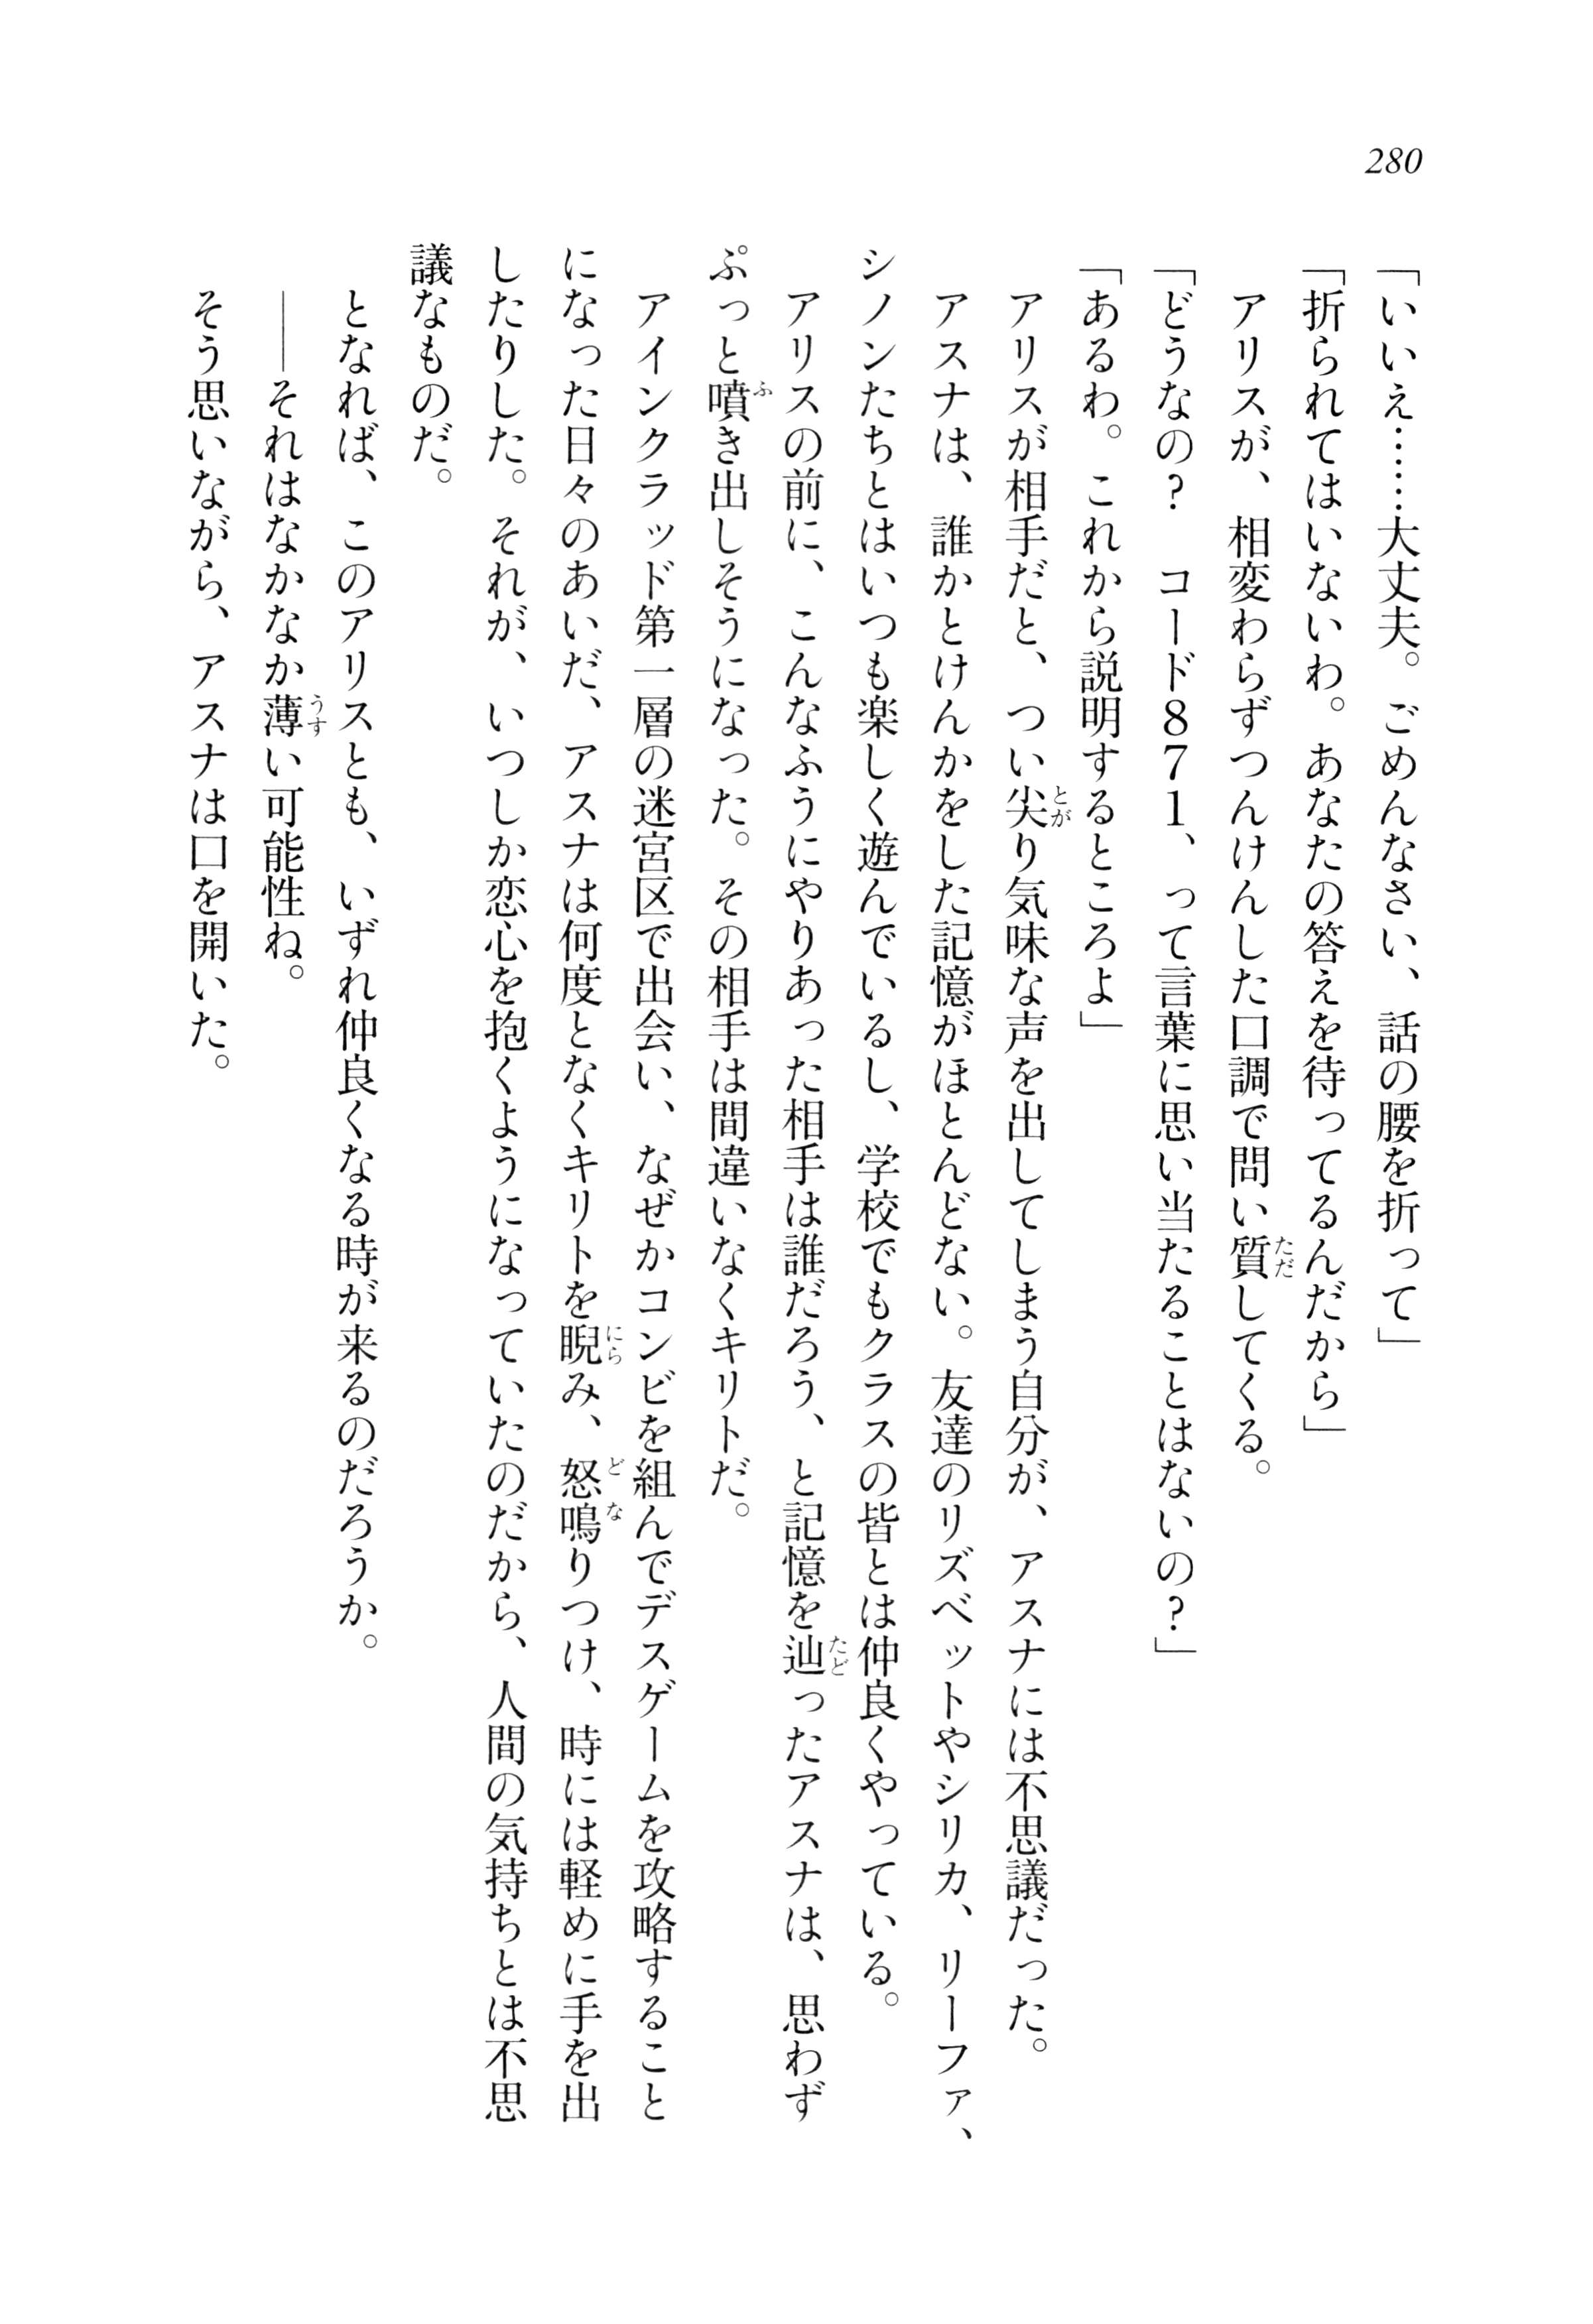 280
「いいえ……大丈夫。ごめんなさい、話の腰を折って」
「折られてはいないわ。あなたの答えを待ってるんだから」
　アリスが、相変わらずつんけんした口調で問い質してくる。
「どうなの？　コード871、って言葉に思い当たることはないの？」
「あるわ。これから説明するところよ」
　アリスが相手だと、つい尖り気味な声を出してしまう自分が、アスナには不思議だった。
　アスナは、誰かとけんかをした記憶がほとんどない。友達のリズベットやシリカ、リーファ、
シノンたちとはいつも楽しく遊んでいるし、学校でもクラスの皆とは仲良くやっている。
　アリスの前に、こんなふうにやりあった相手は誰だろう、と記憶を辿ったアスナは、思わず
ぷっと噴き出しそうになった。その相手は間違いなくキリトだ。
　アインクラッド第一層の迷宮区で出会い、なぜかコンビを組んでデスゲームを攻略すること
になった日々のあいだ、アスナは何度となくキリトを睨み、怒鳴りつけ、時には軽めに手を出
したりした。それが、いつしか恋心を抱くようになっていたのだから、人間の気持ちとは不思
議なものだ。
　となれば、このアリスとも、いずれ仲良くなる時が来るのだろうか。
　――それはなかなか薄い可能性ね。
　そう思いながら、アスナは口を開いた。